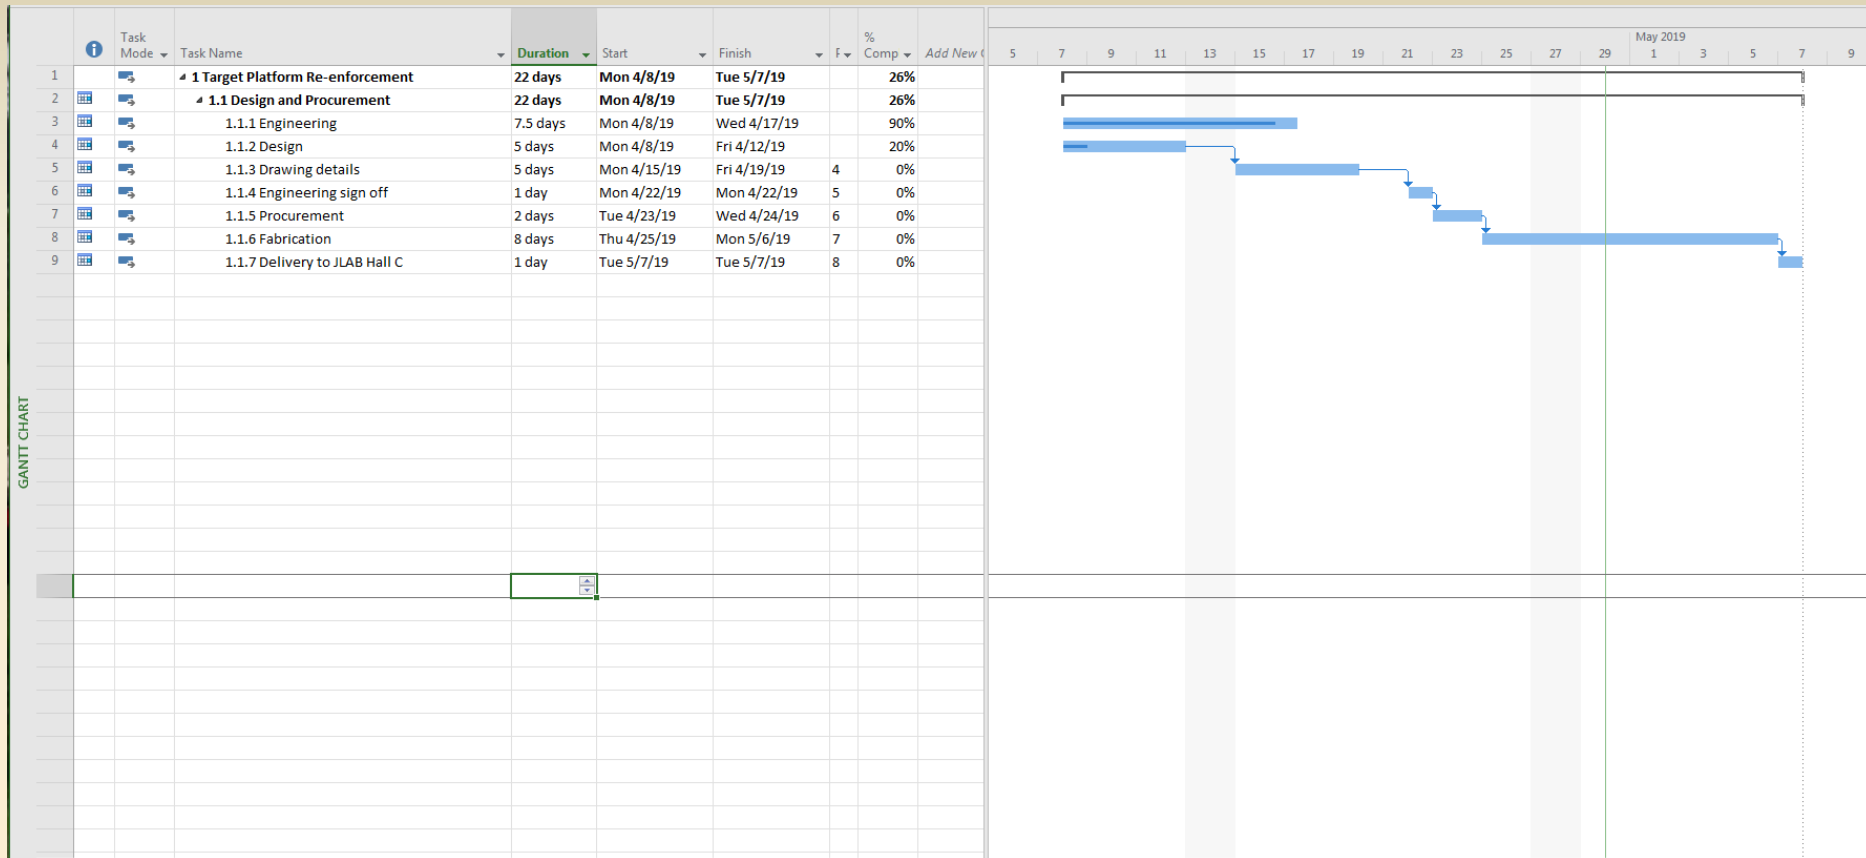 Task Mode Task Name Duration Start Finish F % Comp Add New
May 2019
5 7 9 11 13 15 17 19 21 23 25 27 29 1 3 5 7 9
1 1 Target Platform Re-enforcement 22 days Mon 4/8/19 Tue 5/7/19 26%
2 1.1 Design and Procurement 22 days Mon 4/8/19 Tue 5/7/19 26%
3 1.1.1 Engineering 7.5 days Mon 4/8/19 Wed 4/17/19 90%
4 1.1.2 Design 5 days Mon 4/8/19 Fri 4/12/19 20%
5 1.1.3 Drawing details 5 days Mon 4/15/19 Fri 4/19/19 4 0%
6 1.1.4 Engineering sign off 1 day Mon 4/22/19 Mon 4/22/19 5 0%
7 1.1.5 Procurement 2 days Tue 4/23/19 Wed 4/24/19 6 0%
8 1.1.6 Fabrication 8 days Thu 4/25/19 Mon 5/6/19 7 0%
9 1.1.7 Delivery to JLAB Hall C 1 day Tue 5/7/19 Tue 5/7/19 8 0%
GANTT CHART